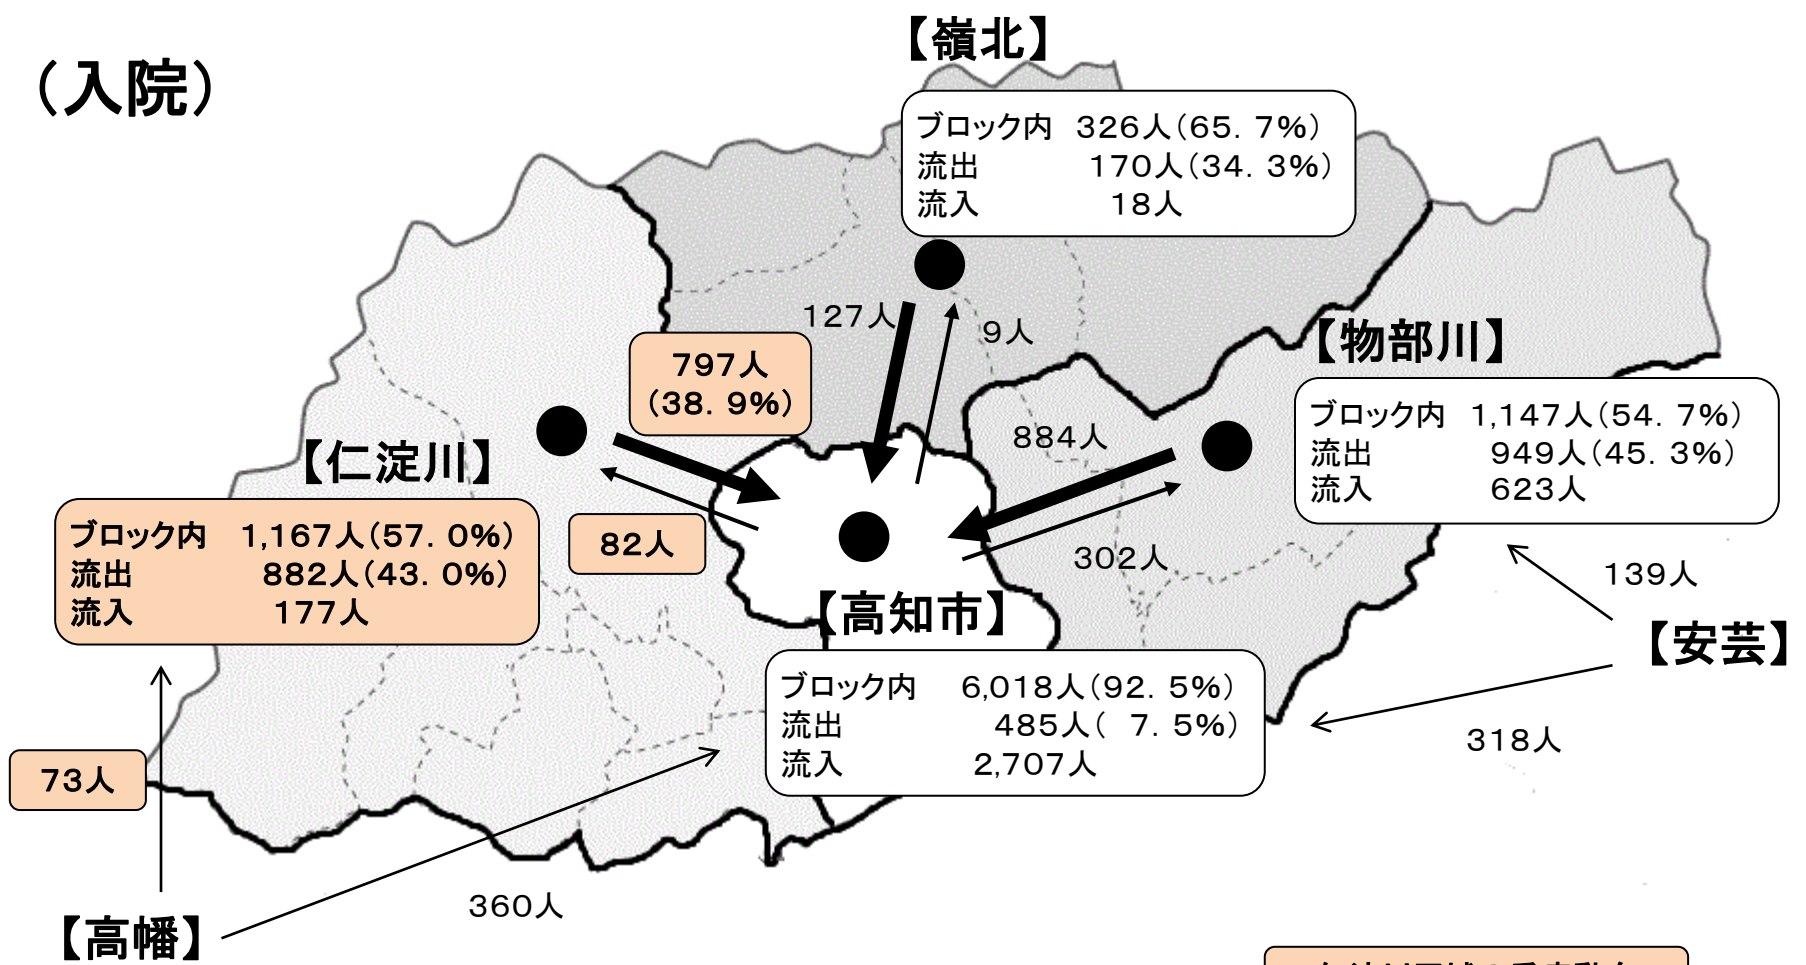 （入院）
【嶺北】
ブロック内 326人（65．7%）
流出 170人（34．3%）
流入 18人
127人
9人
797人
（38．9%）
【物部川】
ブロック内 1,147人（54．7%）
流出 949人（45．3%）
流入 623人
884人
302人
【仁淀川】
ブロック内 1,167人（57．0%）
流出 882人（43．0%）
流入 177人
82人
【高知市】
ブロック内 6,018人（92．5%）
流出 485人（ 7．5%）
流入 2,707人
139人
【安芸】
318人
73人
360人
【高幡】